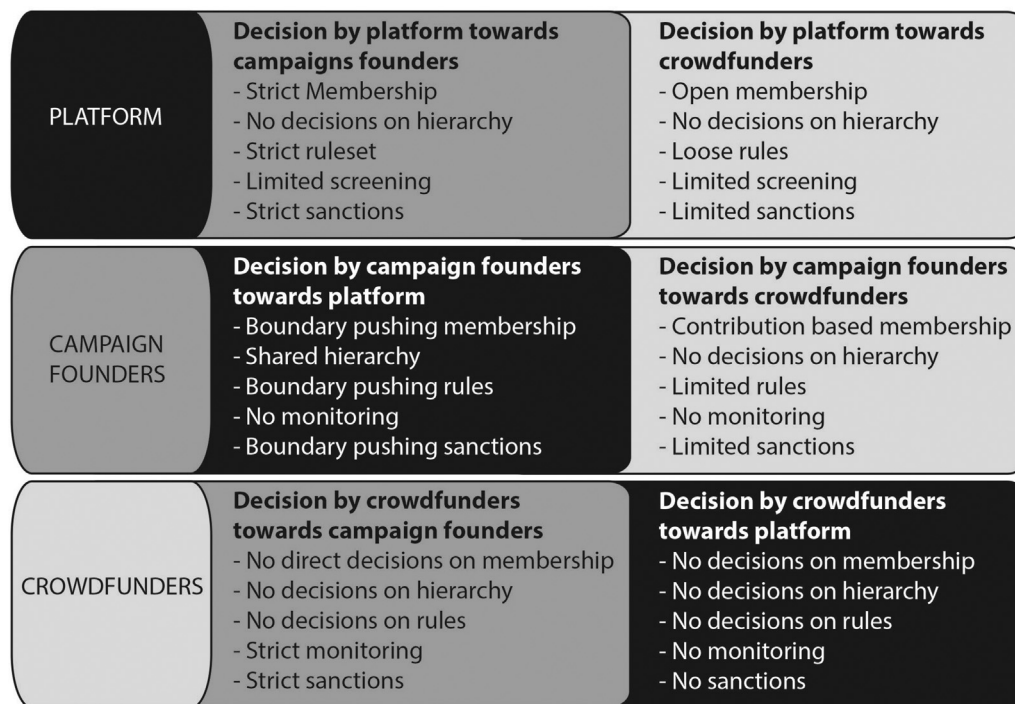 PLATFORM
Decision by platform towards
campaigns founders
- Strict Membership
- No decisions on hierarchy
- Strict ruleset
- Limited screening
- Strict sanctions
Decision by platform towards
crowdfunders
- Open membership
- No decisions on hierarchy
- Loose rules
- Limited screening
- Limited sanctions
CAMPAIGN
FOUNDERS
Decision by campaign founders
towards platform
- Boundary pushing membership
- Shared hierarchy
- Boundary pushing rules
- No monitoring
- Boundary pushing sanctions
Decision by campaign founders
towards crowdfunders
- Contribution based membership
- No decisions on hierarchy
- Limited rules
- No monitoring
- Limited sanctions
CROWDFUNDERS
Decision by crowdfunders
towards campaign founders
- No direct decisions on membership
- No decisions on hierarchy
- No decisions on rules
- Strict monitoring
- Strict sanctions
Decision by crowdfunders
towards platform
- No decisions on membership
- No decisions on hierarchy
- No decisions on rules
- No monitoring
- No sanctions